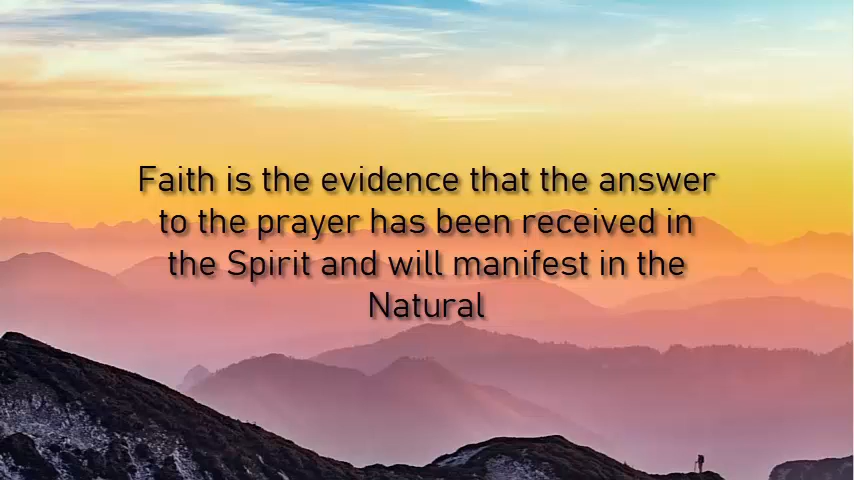 Faith is the evidence that the answer
to the prayer has been received in
the Spirit and will manifest in the
Natural